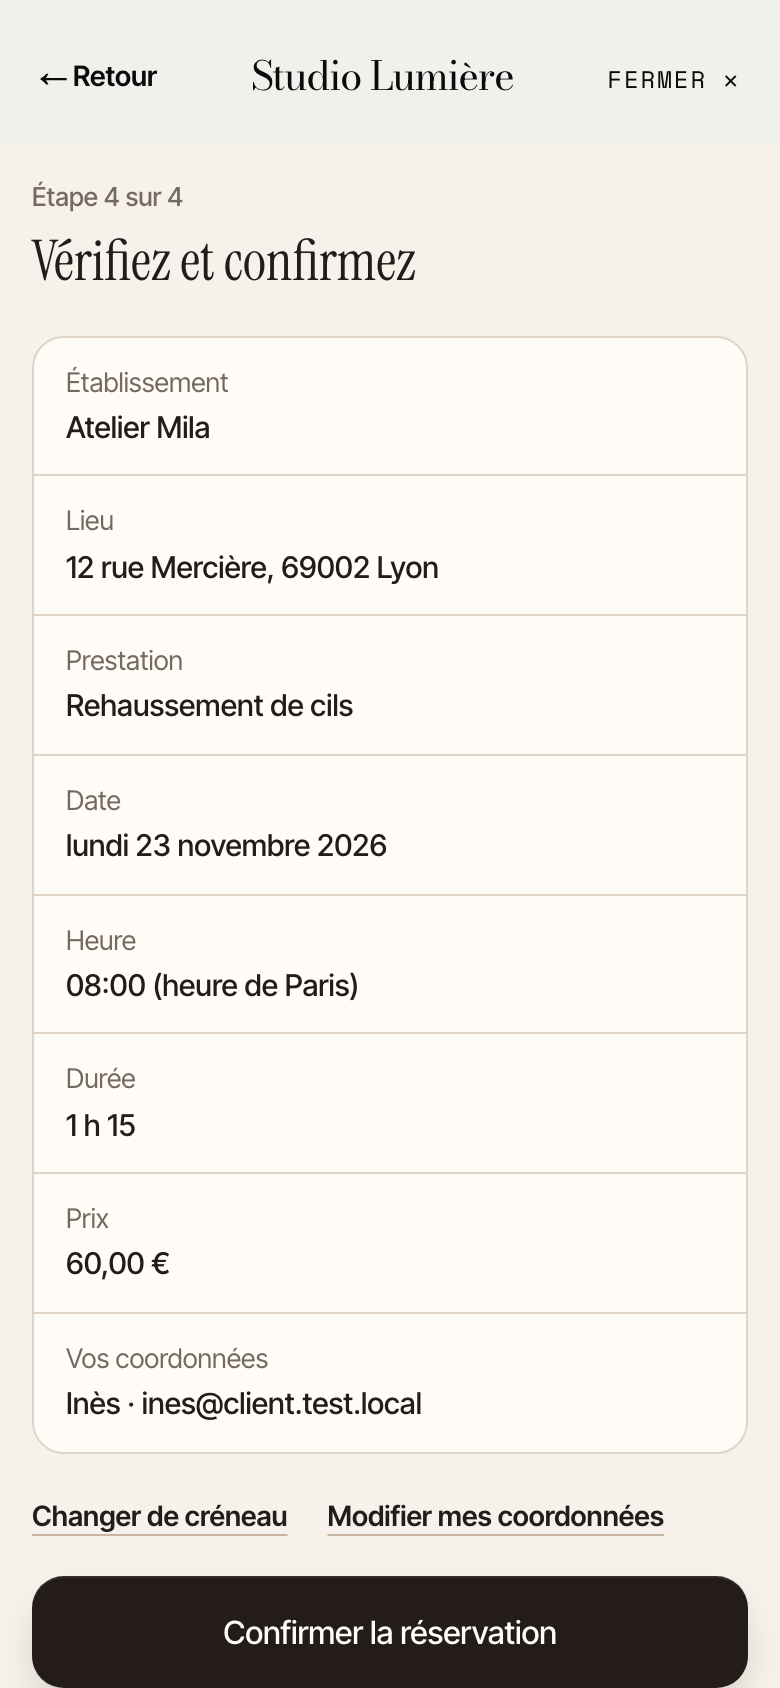 ← Retour
Studio Lumière
FERMER ×
Étape 4 sur 4
Vérifiez et confirmez
Établissement
Atelier Mila
Lieu
12 rue Mercière, 69002 Lyon
Prestation
Rehaussement de cils
Date
lundi 23 novembre 2026
Heure
08:00 (heure de Paris)
Durée
1 h 15
Prix
60,00 €
Vos coordonnées
Inès · ines@client.test.local
Changer de créneau
Modifier mes coordonnées
Confirmer la réservation